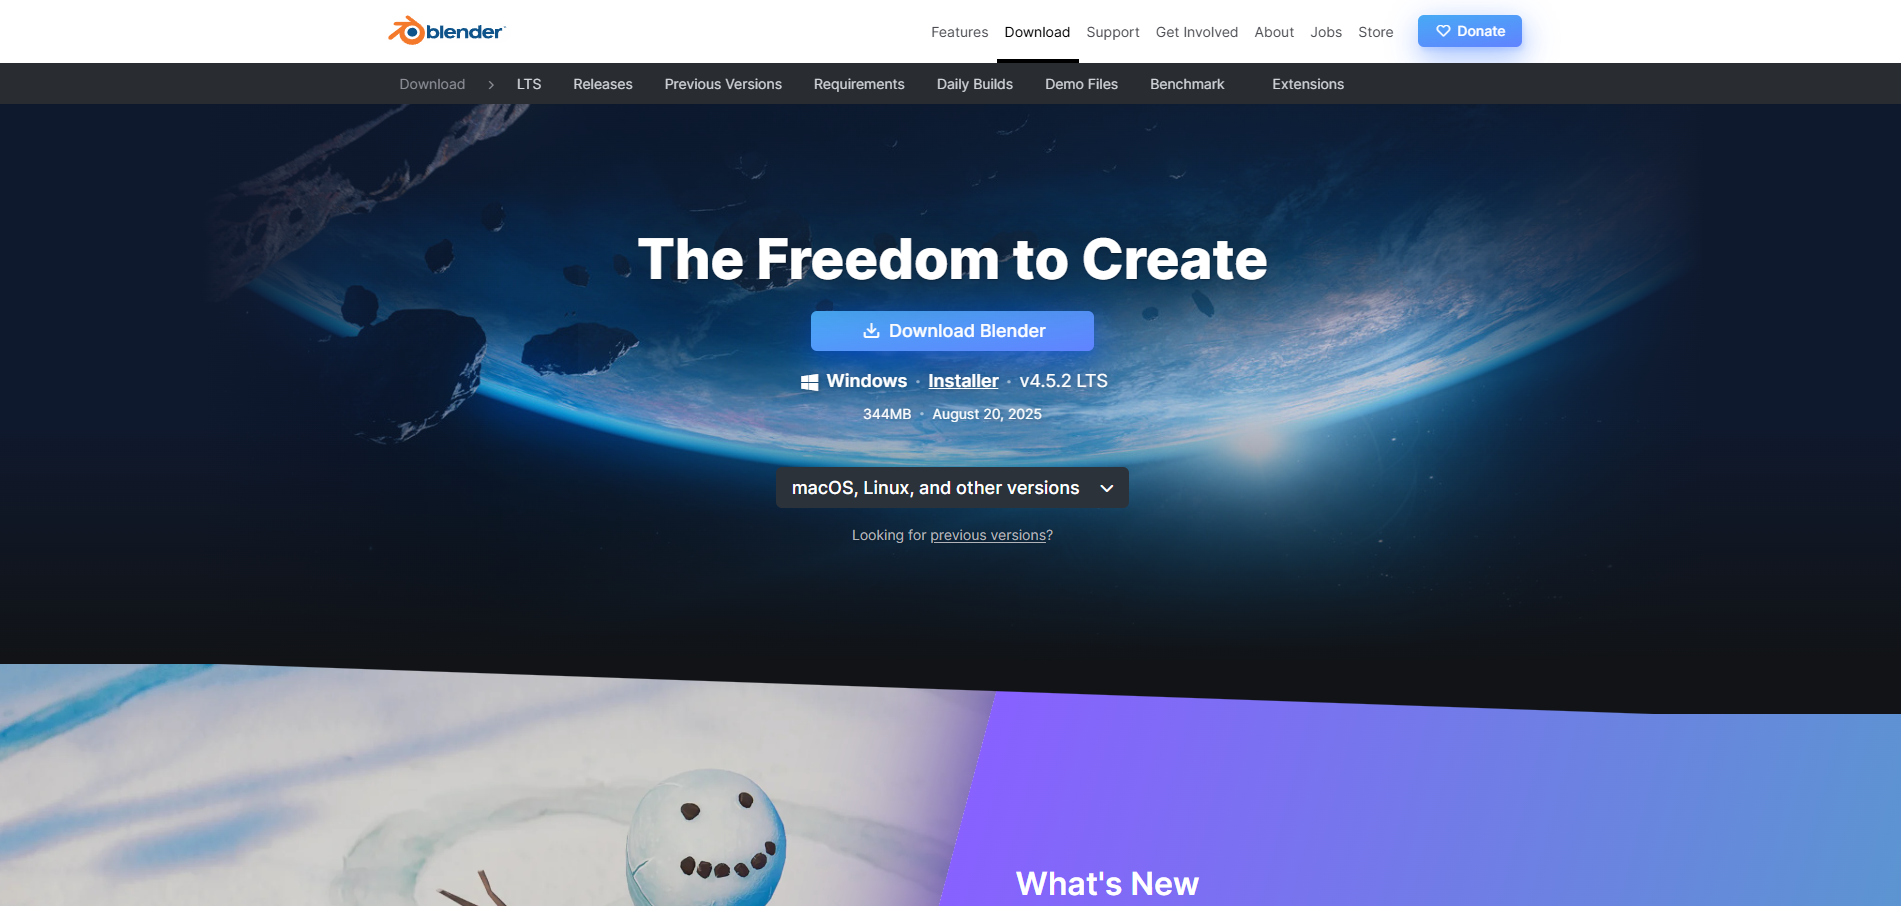 blender
Features Download Support Get Involved About Jobs Store Donate
Download > LTS Releases Previous Versions Requirements Daily Builds Demo Files Benchmark Extensions
The Freedom to Create
Download Blender
Windows · Installer · v4.5.2 LTS
344MB · August 20, 2025
macOS, Linux, and other versions
Looking for previous versions?
What's New